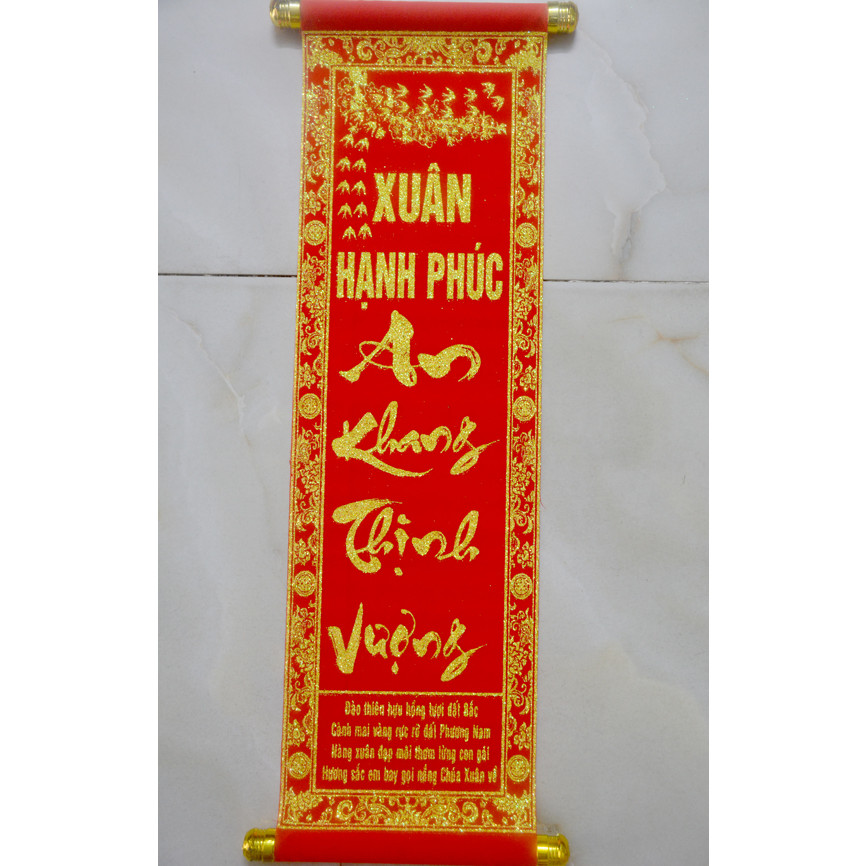 XUÂN
HẠNH PHÚC
An
Khang
Thịnh
Vượng
Đào thiên hựu hồng tươi đất Bắc
Cành mai vàng rực rỡ đất Phương Nam
Nàng xuân đẹp môi thơm từng con gái
Hương sắc em bay gọi nắng Chúa Xuân về